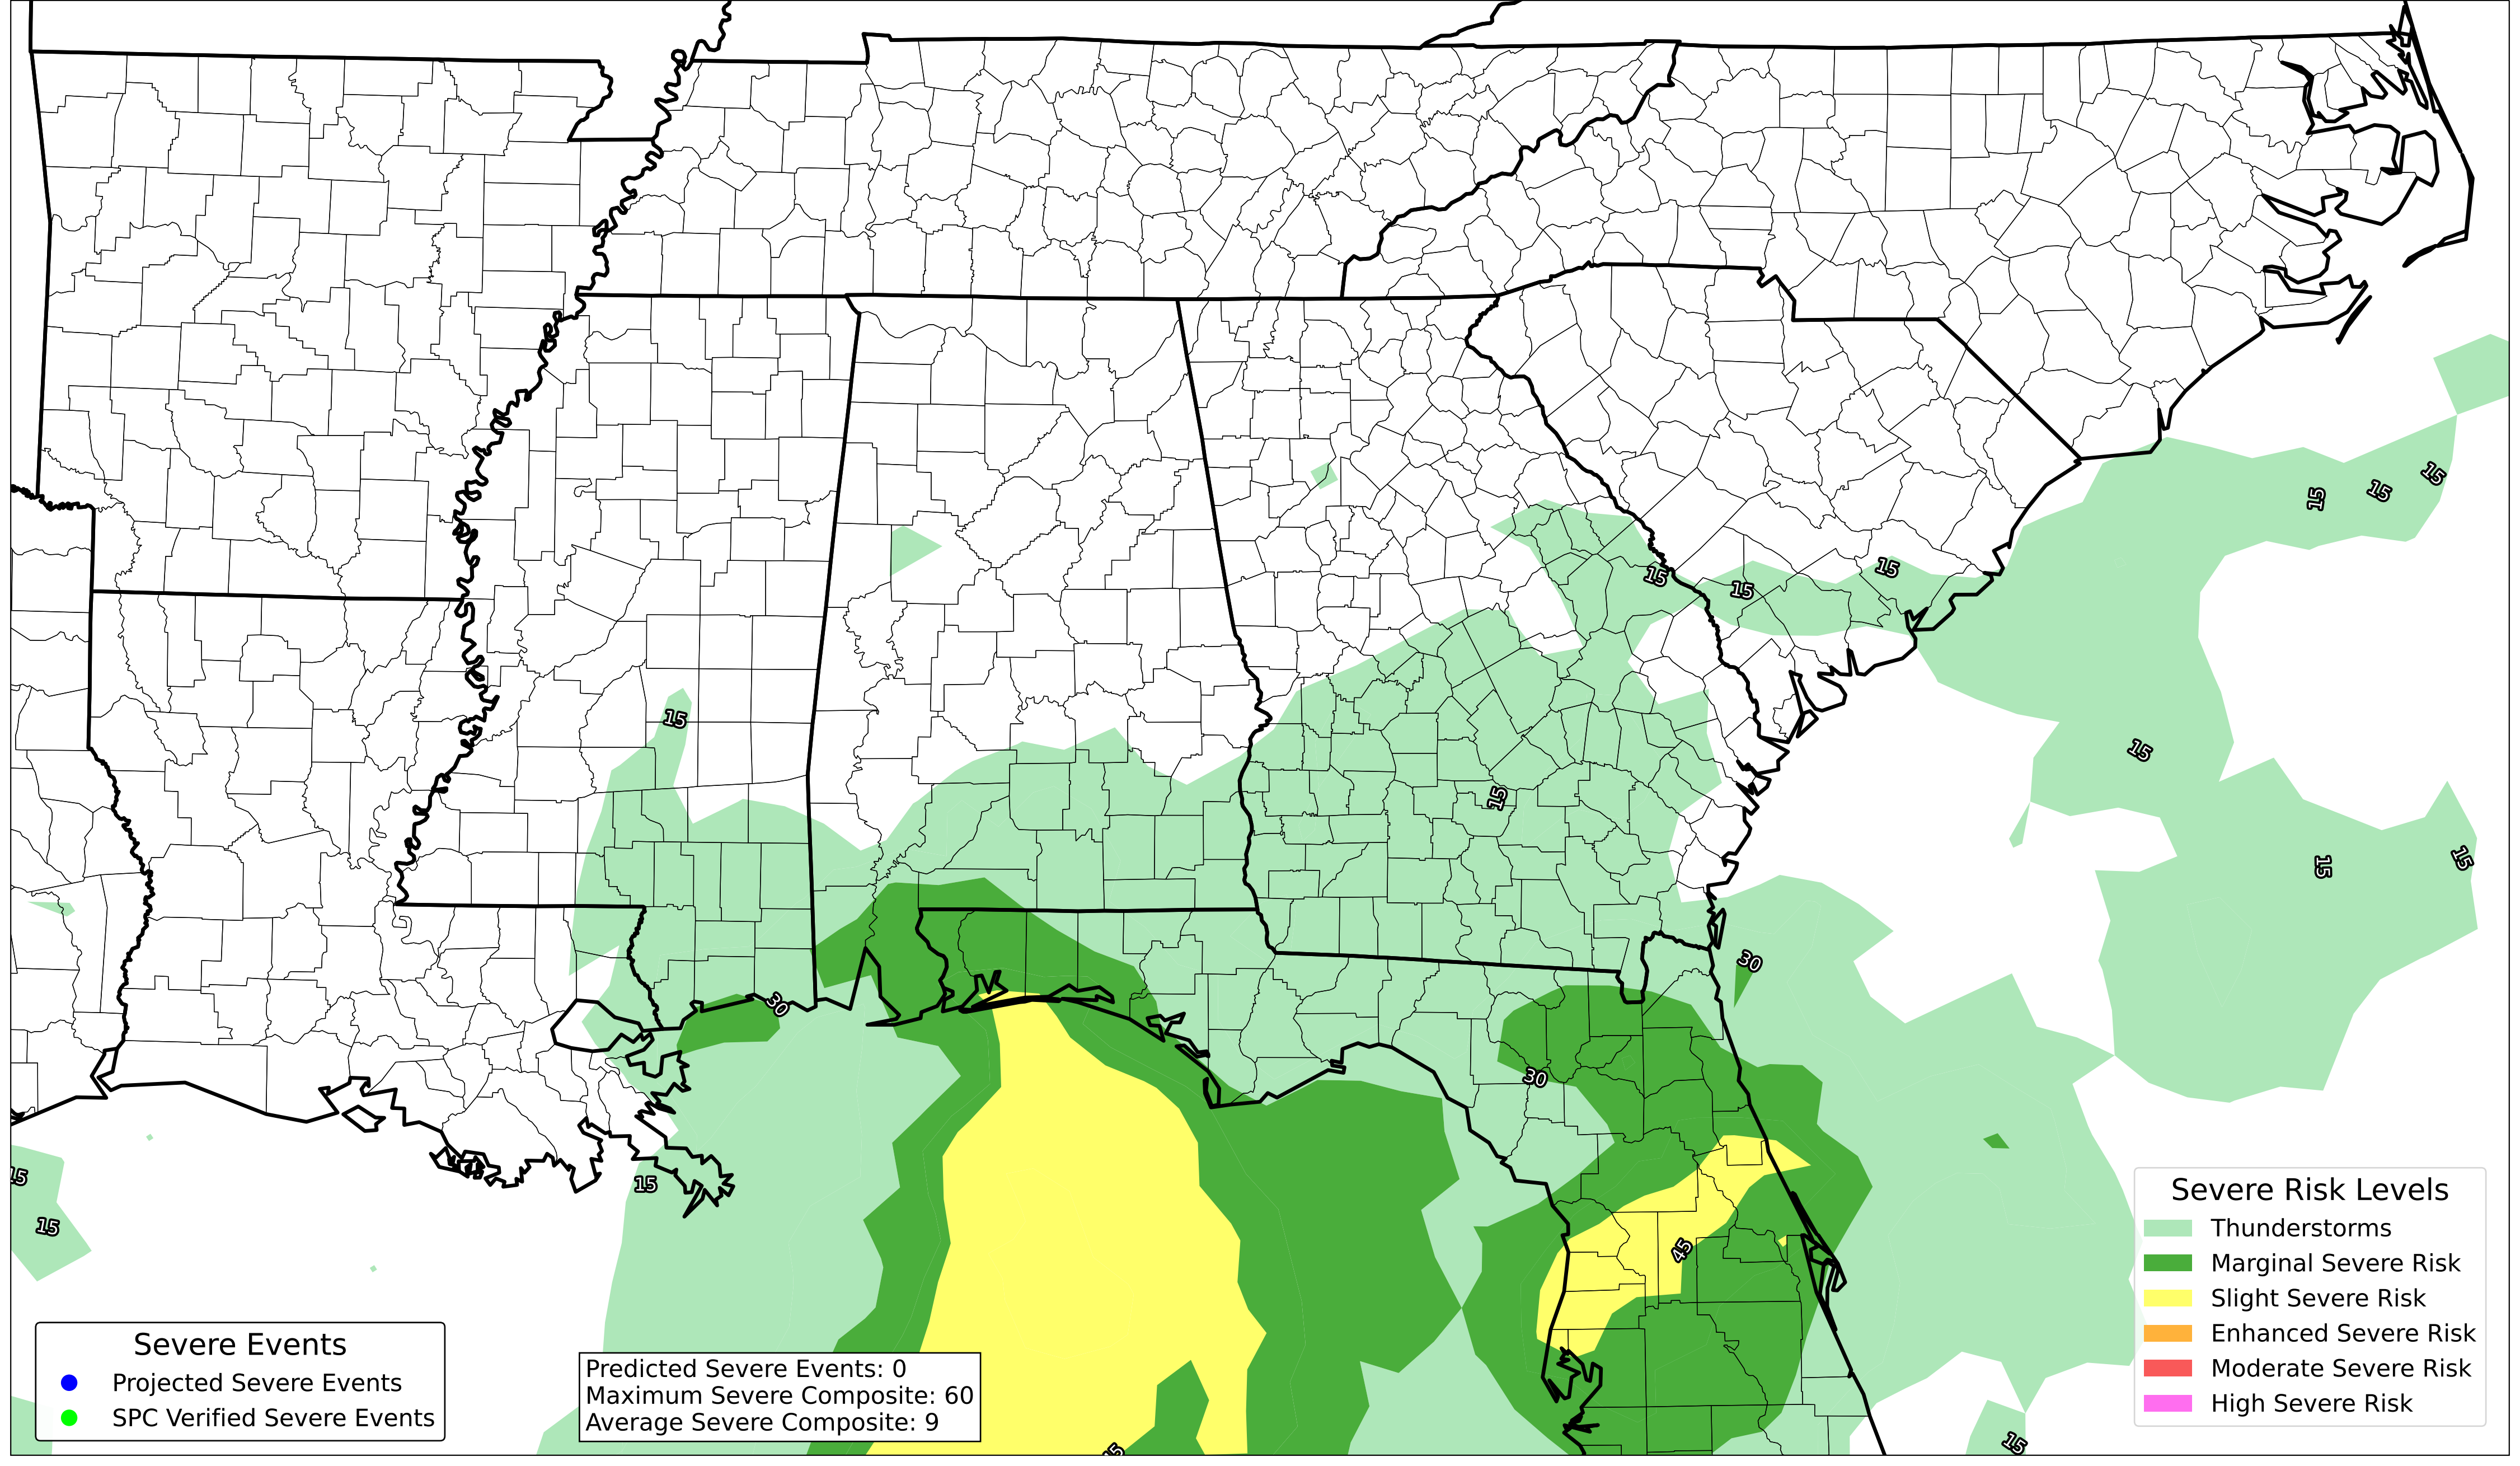 15
15
15
15
15
15
15
15
15
15
15
30
30
30
15
15
15
45
15
Severe Risk Levels
Thunderstorms
Marginal Severe Risk
Slight Severe Risk
Enhanced Severe Risk
Moderate Severe Risk
High Severe Risk
Severe Events
Projected Severe Events
SPC Verified Severe Events
Predicted Severe Events: 0
Maximum Severe Composite: 60
Average Severe Composite: 9